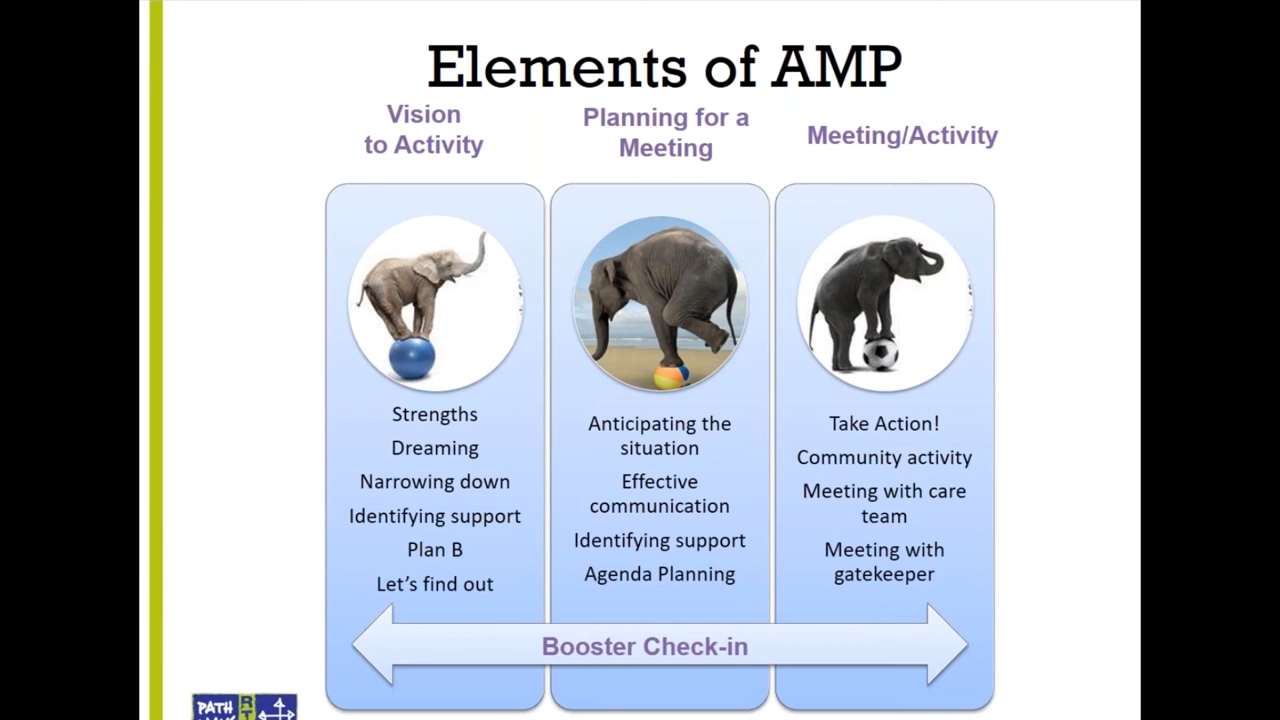 Elements of AMP
Vision
to Activity
Planning for a
Meeting
Meeting/Activity
Strengths
Dreaming
Narrowing down
Identifying support
Plan B
Let's find out
Anticipating the
situation
Effective
communication
Identifying support
Agenda Planning
Take Action!
Community activity
Meeting with care
team
Meeting with
gatekeeper
Booster Check-in
PATH